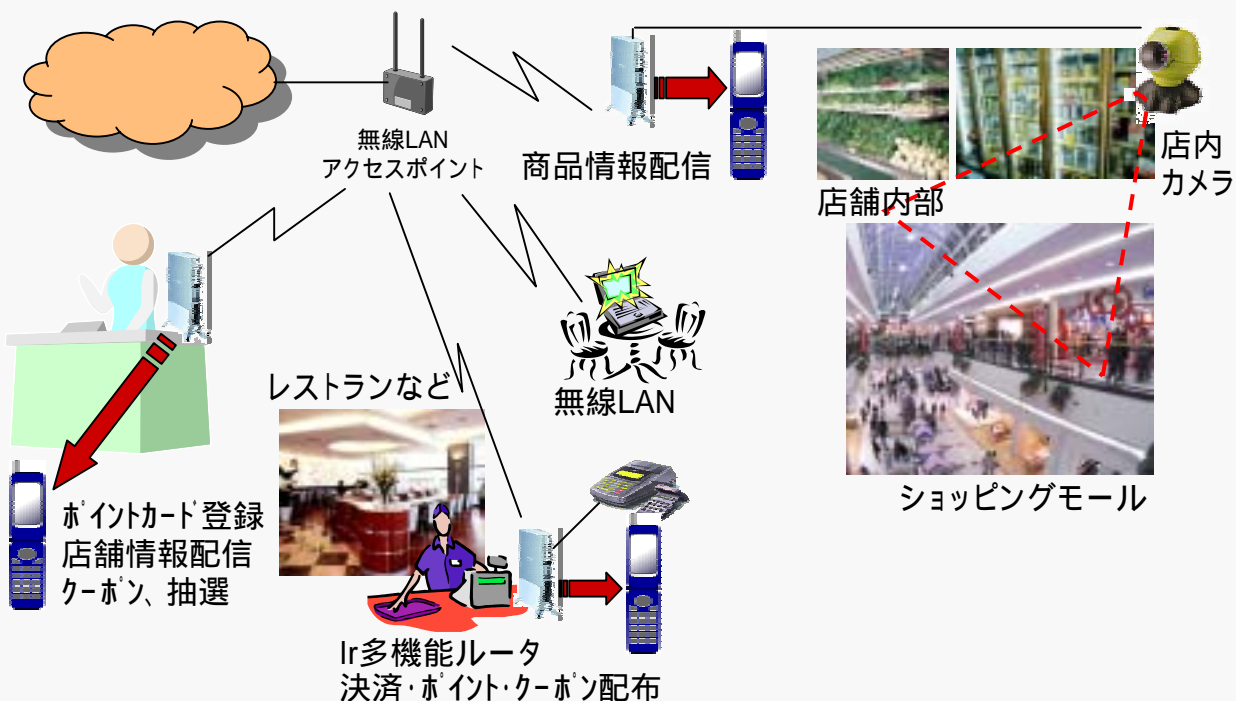 無線LAN
アクセスポイント
商品情報配信
店内
カメラ
店舗内部
ショッピングモール
無線LAN
レストランなど
ﾎﾟｲﾝﾄｶｰﾄﾞ登録
店舗情報配信
ｸｰﾎﾟﾝ、抽選
Ir多機能ルータ
決済･ﾎﾟｲﾝﾄ･ｸｰﾎﾟﾝ配布